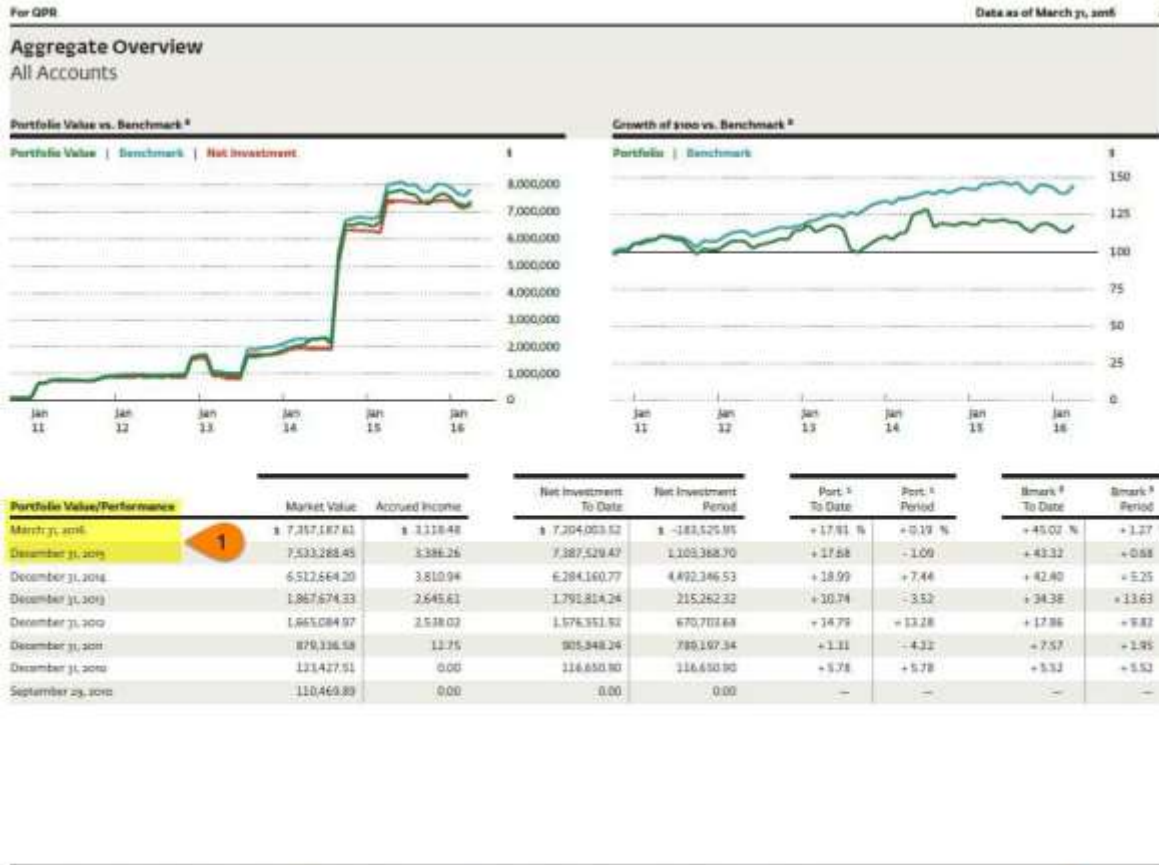 For QPR
Data as of March 31, 2016
Aggregate Overview
All Accounts
Portfolio Value vs. Benchmark
Portfolio Value | Benchmark | Net Investment
$
8,000,000
7,000,000
6,000,000
5,000,000
4,000,000
3,000,000
2,000,000
1,000,000
0
Jan 11 Jan 12 Jan 13 Jan 14 Jan 15 Jan 16
Growth of $100 vs. Benchmark
Portfolio | Benchmark
$
150
125
100
75
50
25
0
Jan 11 Jan 12 Jan 13 Jan 14 Jan 15 Jan 16
Portfolio Value/Performance Market Value Accrued Income Net Investment To Date Net Investment Period Port. To Date Port. Period Bmark To Date Bmark Period
March 31, 2016 $ 7,357,187.61 $ 3,118.48 $ 7,204,003.52 $ -183,525.95 +17.91 % +0.19 % +45.02 % +1.27
1
December 31, 2015 7,533,288.45 3,386.26 7,387,529.47 1,103,368.70 +17.68 -1.09 +43.32 +0.68
December 31, 2014 6,512,664.20 3,810.94 6,284,160.77 4,492,346.53 +18.99 +7.44 +42.40 +5.25
December 31, 2013 1,867,674.33 2,645.61 1,791,814.24 215,262.32 +10.74 -3.52 +34.38 +13.63
December 31, 2012 1,665,084.97 2,538.02 1,576,551.92 670,703.68 +14.79 +13.28 +17.86 +9.82
December 31, 2011 879,336.58 12.75 905,848.24 789,197.34 +1.31 -4.22 +7.57 +1.95
December 31, 2010 123,427.51 0.00 116,650.90 116,650.90 +5.78 +5.78 +5.52 +5.52
September 29, 2010 110,469.89 0.00 0.00 0.00 — — — —